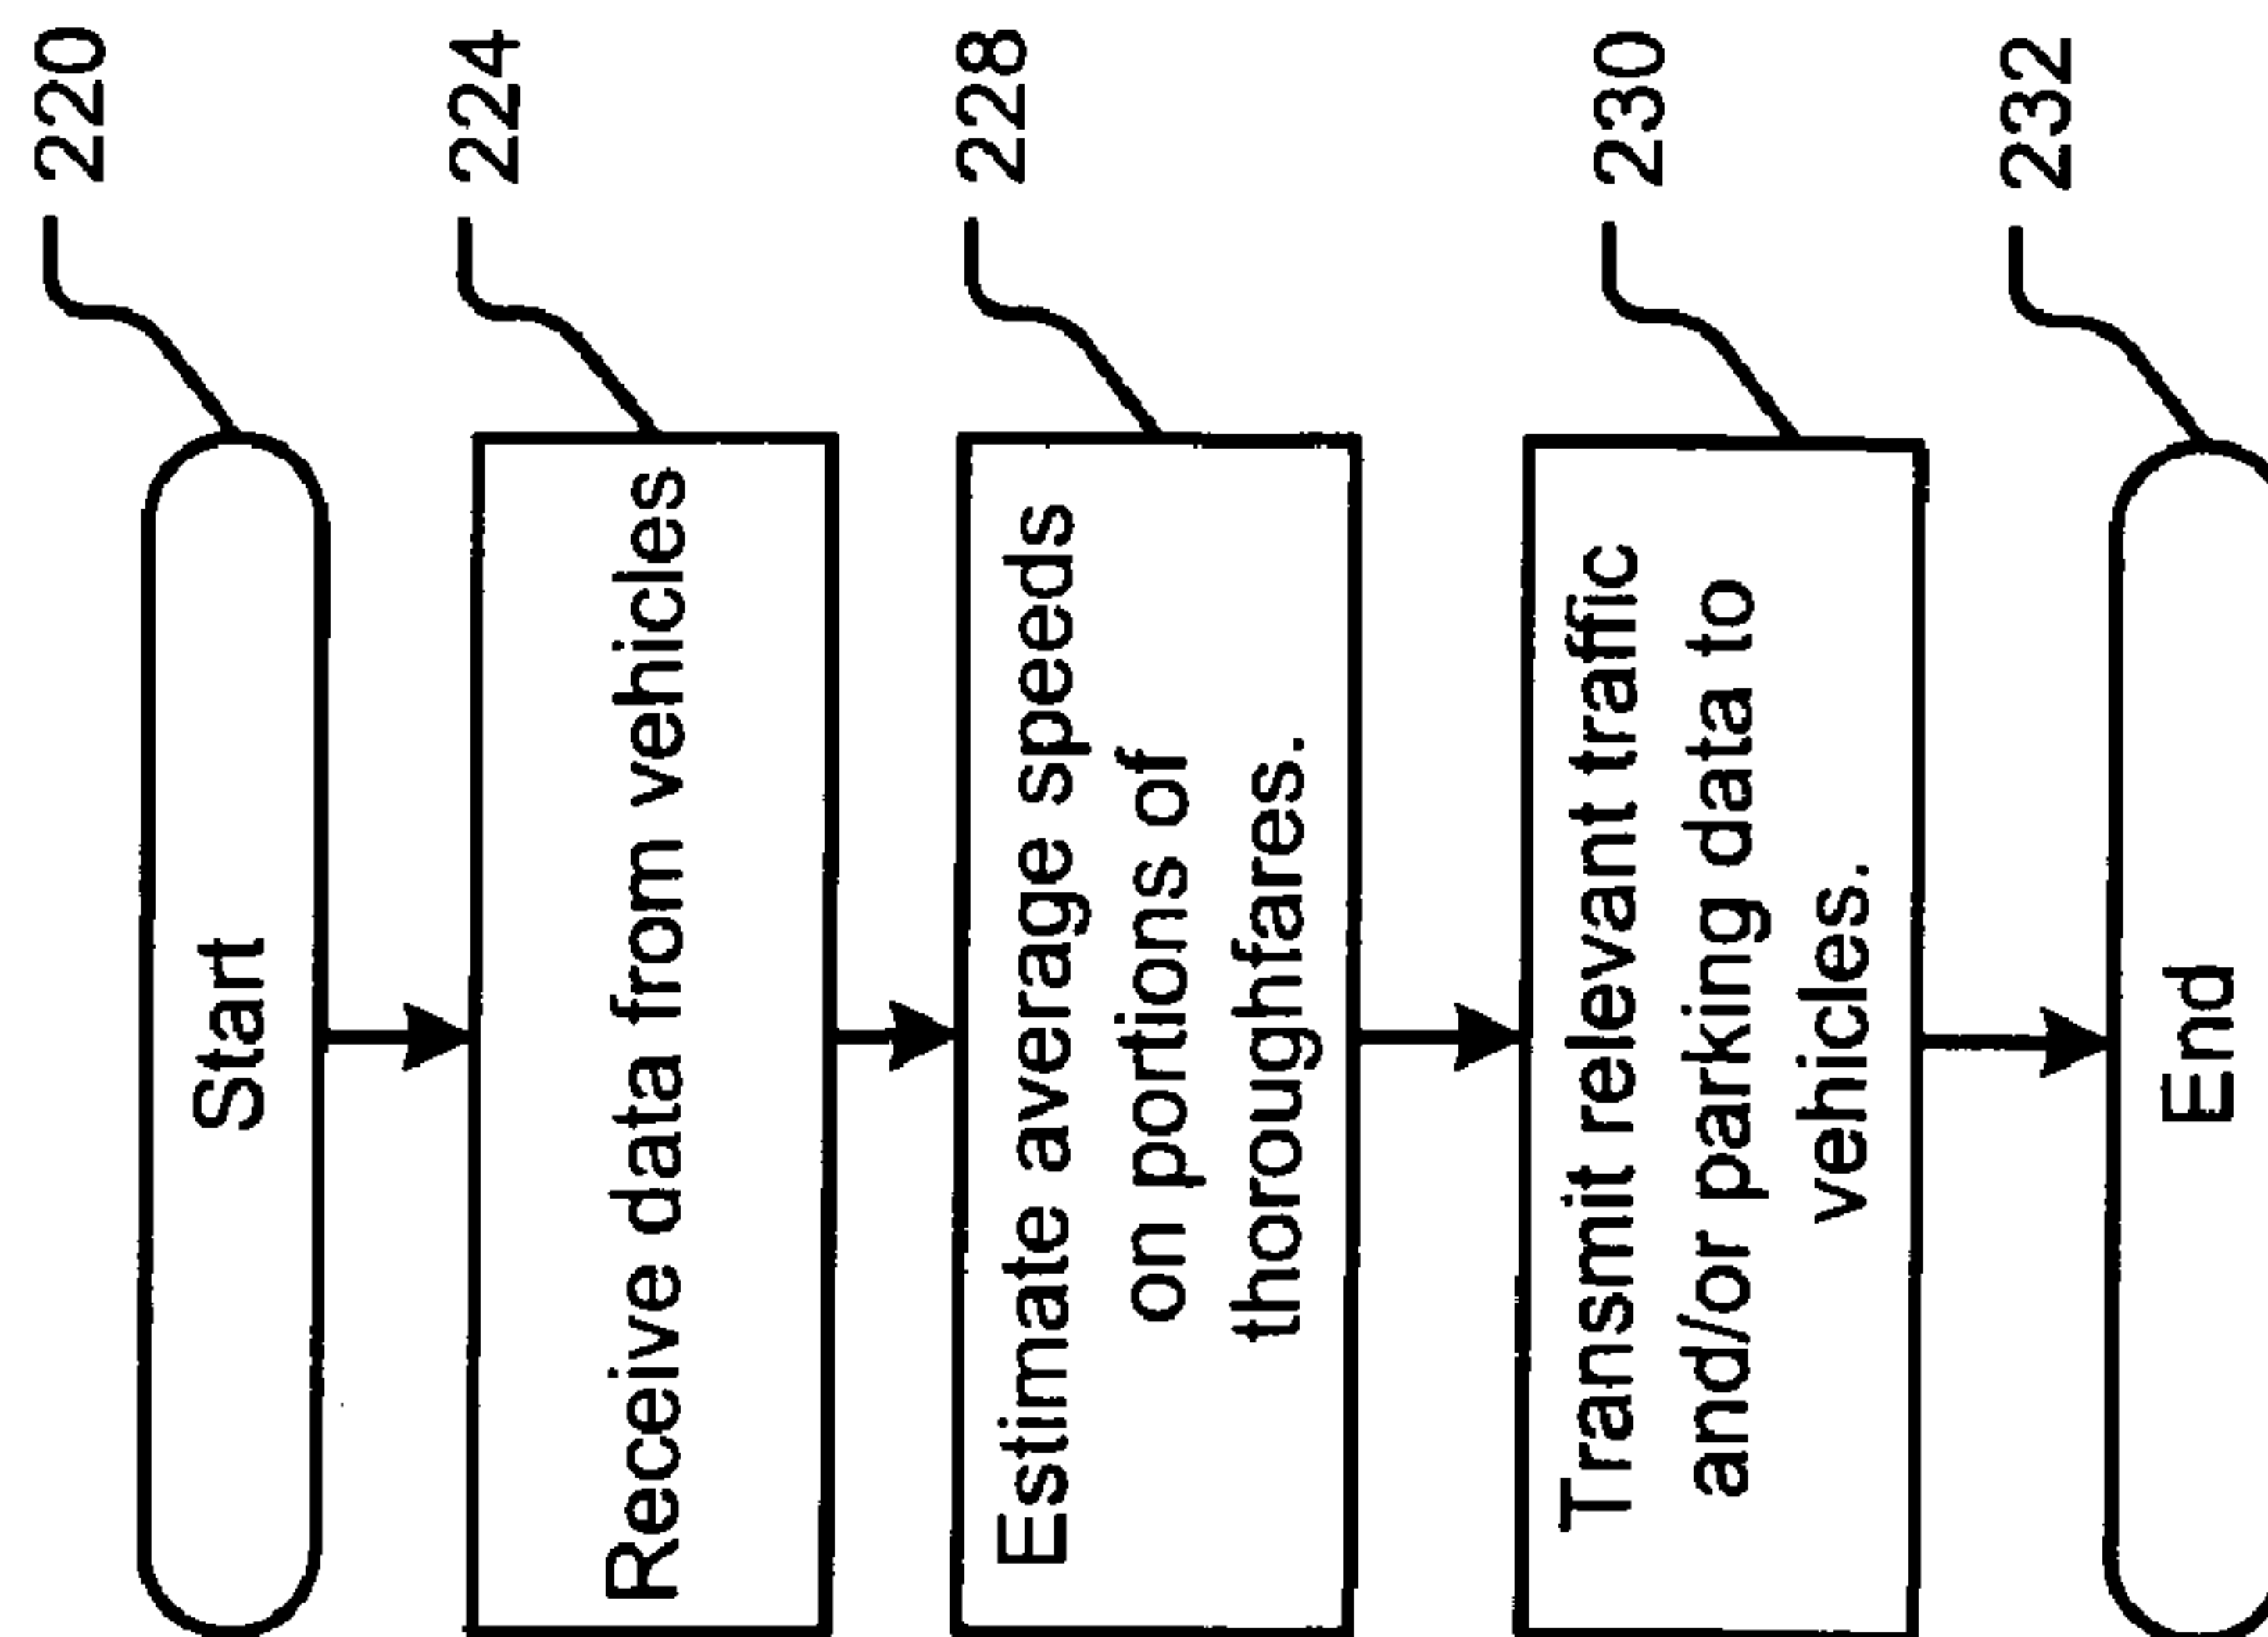 Start
220
Receive data from vehicles
224
Estimate average speeds
on portions of
thoroughfares.
228
Transmit relevant traffic
and/or parking data to
vehicles.
230
End
232